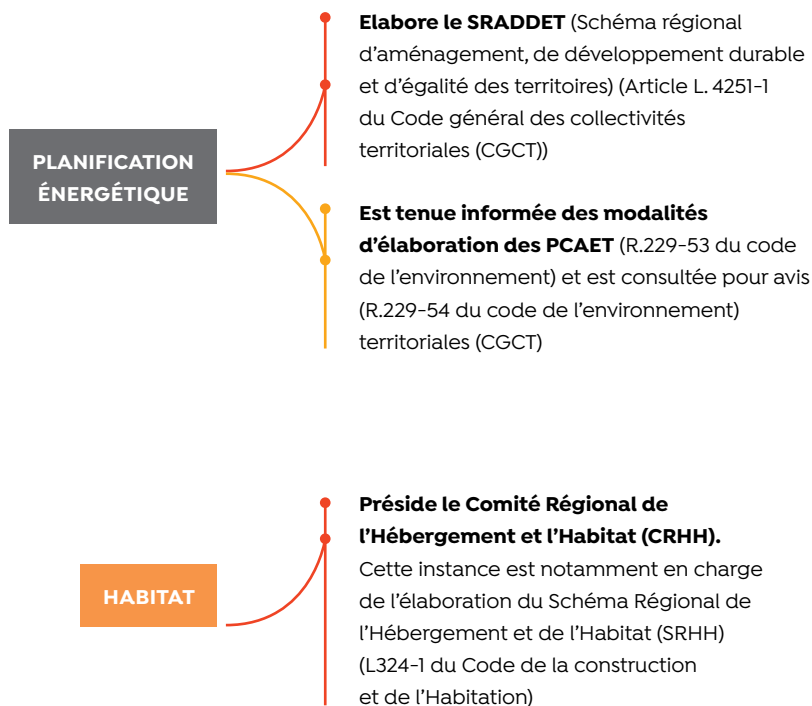 PLANIFICATION
ÉNERGÉTIQUE
Elabore le SRADDET (Schéma régional
d’aménagement, de développement durable
et d’égalité des territoires) (Article L. 4251-1
du Code général des collectivités
territoriales (CGCT))
Est tenue informée des modalités
d’élaboration des PCAET (R.229-53 du code
de l’environnement) et est consultée pour avis
(R.229-54 du code de l’environnement)
territoriales (CGCT)
HABITAT
Préside le Comité Régional de
l’Hébergement et l’Habitat (CRHH).
Cette instance est notamment en charge
de l’élaboration du Schéma Régional de
l’Hébergement et de l’Habitat (SRHH)
(L324-1 du Code de la construction
et de l’Habitation)